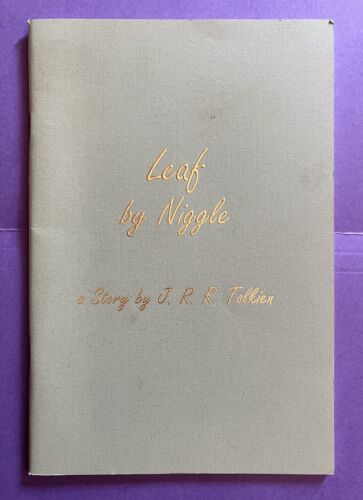 Leaf
by Niggle
a Story by J. R. R. Tolkien